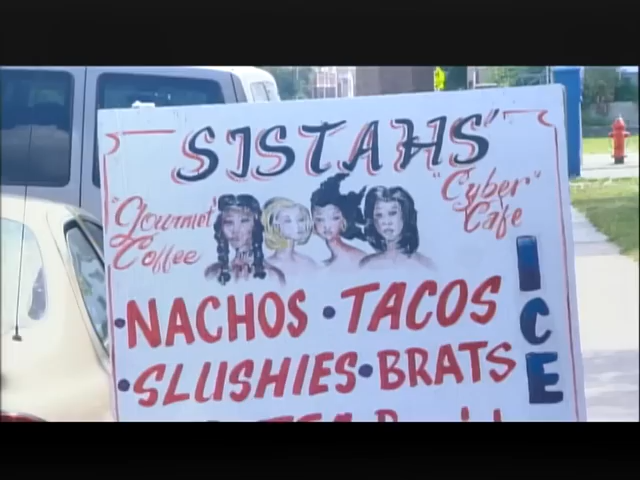 SISTAHS'
"Gourmet" Coffee
"Cyber" Cafe
• NACHOS • TACOS
• SLUSHIES • BRATS
ICE